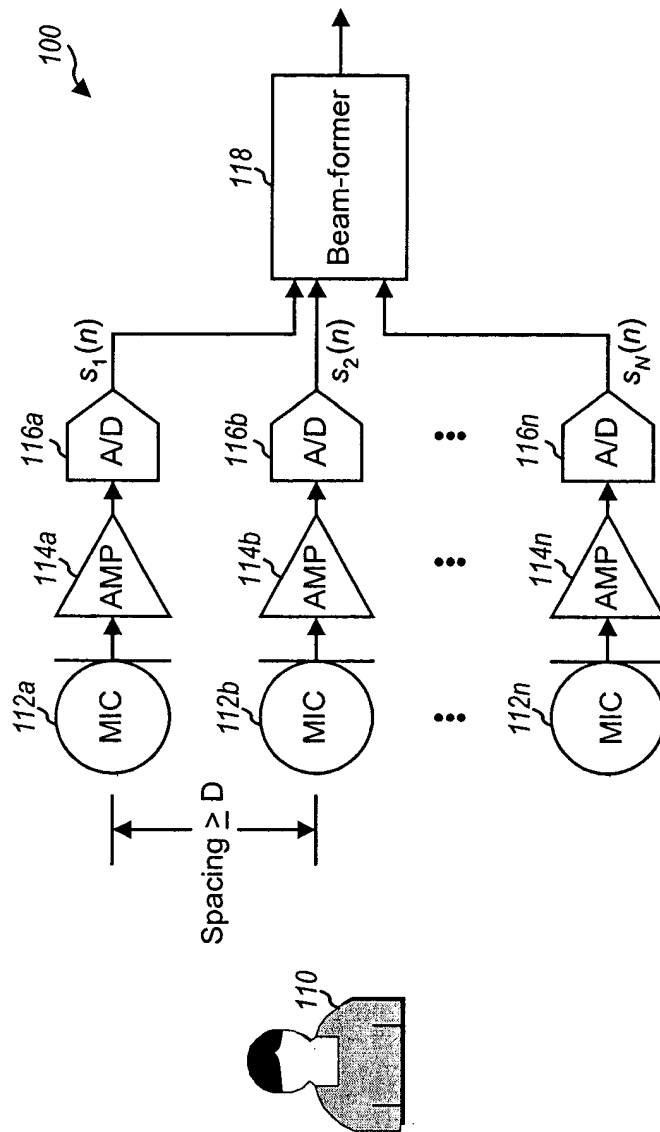 100
110
Spacing ≥ D
112a
MIC
114a
AMP
116a
A/D
s1(n)
112b
MIC
114b
AMP
116b
A/D
s2(n)
118
Beam-former
•••
•••
•••
112n
MIC
114n
AMP
116n
A/D
sN(n)